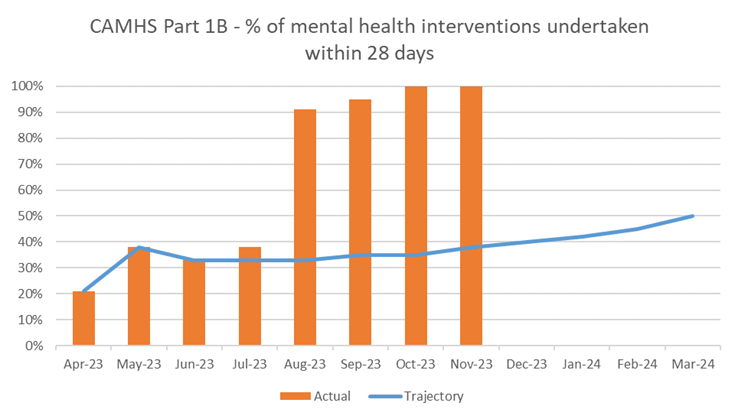 CAMHS Part 1B - % of mental health interventions undertaken
within 28 days
100%
90%
80%
70%
60%
50%
40%
30%
20%
10%
0%
Apr-23 May-23 Jun-23 Jul-23 Aug-23 Sep-23 Oct-23 Nov-23 Dec-23 Jan-24 Feb-24 Mar-24
Actual Trajectory